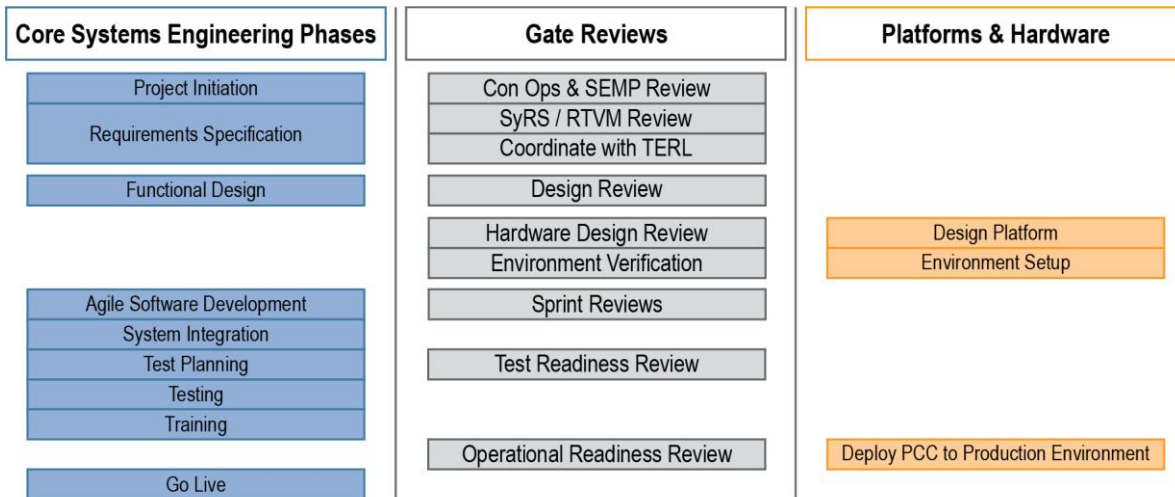 Core Systems Engineering Phases
Project Initiation
Requirements Specification
Functional Design
Agile Software Development
System Integration
Test Planning
Testing
Training
Go Live
Gate Reviews
Con Ops & SEMP Review
SyRS / RTVM Review
Coordinate with TERL
Design Review
Hardware Design Review
Environment Verification
Sprint Reviews
Test Readiness Review
Operational Readiness Review
Platforms & Hardware
Design Platform
Environment Setup
Deploy PCC to Production Environment